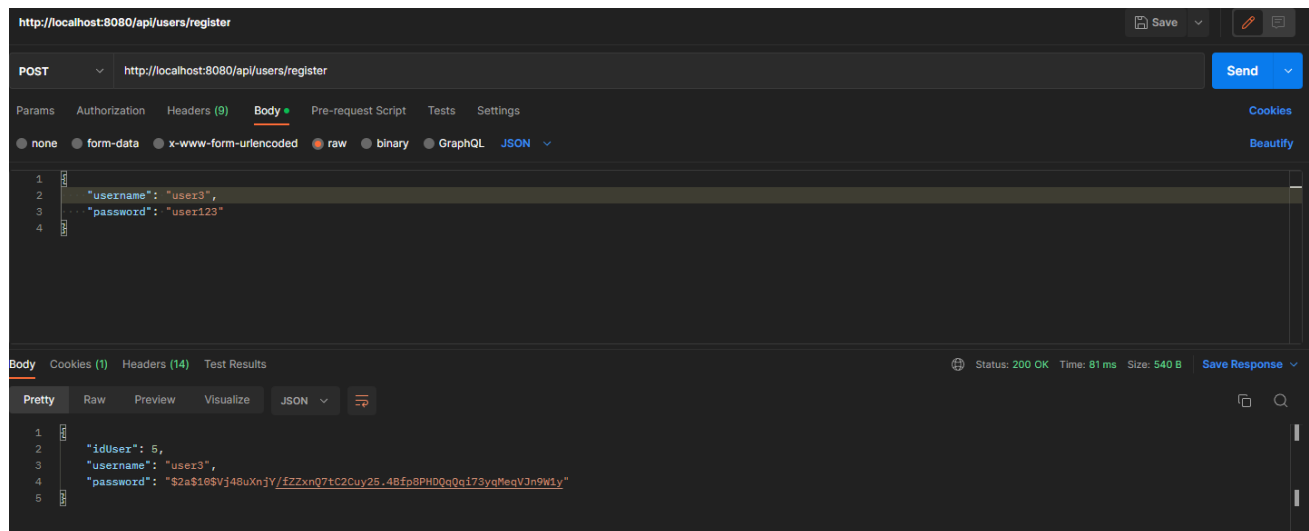 http://localhost:8080/api/users/register
Save
POST http://localhost:8080/api/users/register Send
Params Authorization Headers (9) Body Pre-request Script Tests Settings Cookies
none form-data x-www-form-urlencoded raw binary GraphQL JSON Beautify
1 {
2 "username": "user3",
3 "password": "user123"
4 }
Body Cookies (1) Headers (14) Test Results Status: 200 OK Time: 81 ms Size: 540 B Save Response
Pretty Raw Preview Visualize JSON
1 {
2 "idUser": 5,
3 "username": "user3",
4 "password": "$2a$10$Vj48uXnjY/fZZxnQ7tC2Cuy25.4Bfp8PHDQqQqi73yqMeqVJn9W1y"
5 }